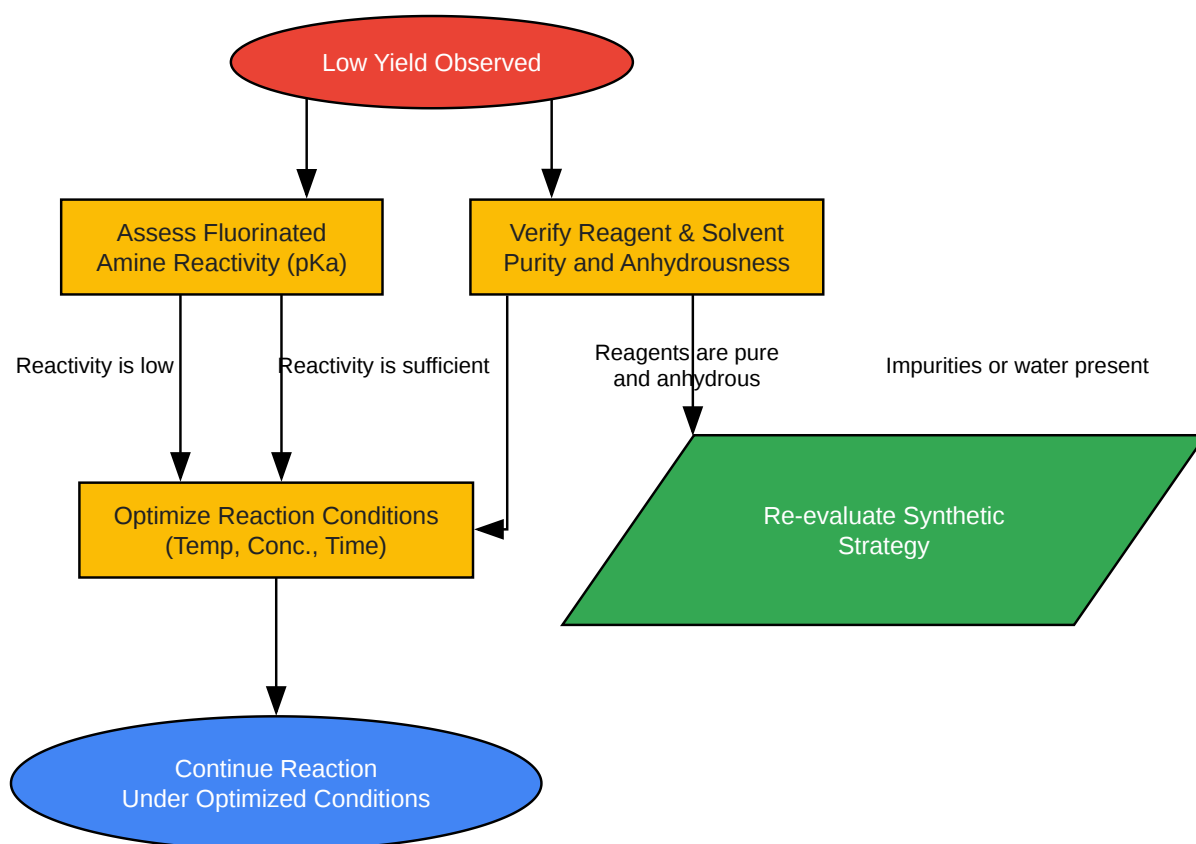 Low Yield Observed
Assess Fluorinated
Amine Reactivity (pKa)
Verify Reagent & Solvent
Purity and Anhydrousness
Reactivity is low
Reactivity is sufficient
Reagents are pure
and anhydrous
Impurities or water present
Optimize Reaction Conditions
(Temp, Conc., Time)
Re-evaluate Synthetic
Strategy
Continue Reaction
Under Optimized Conditions